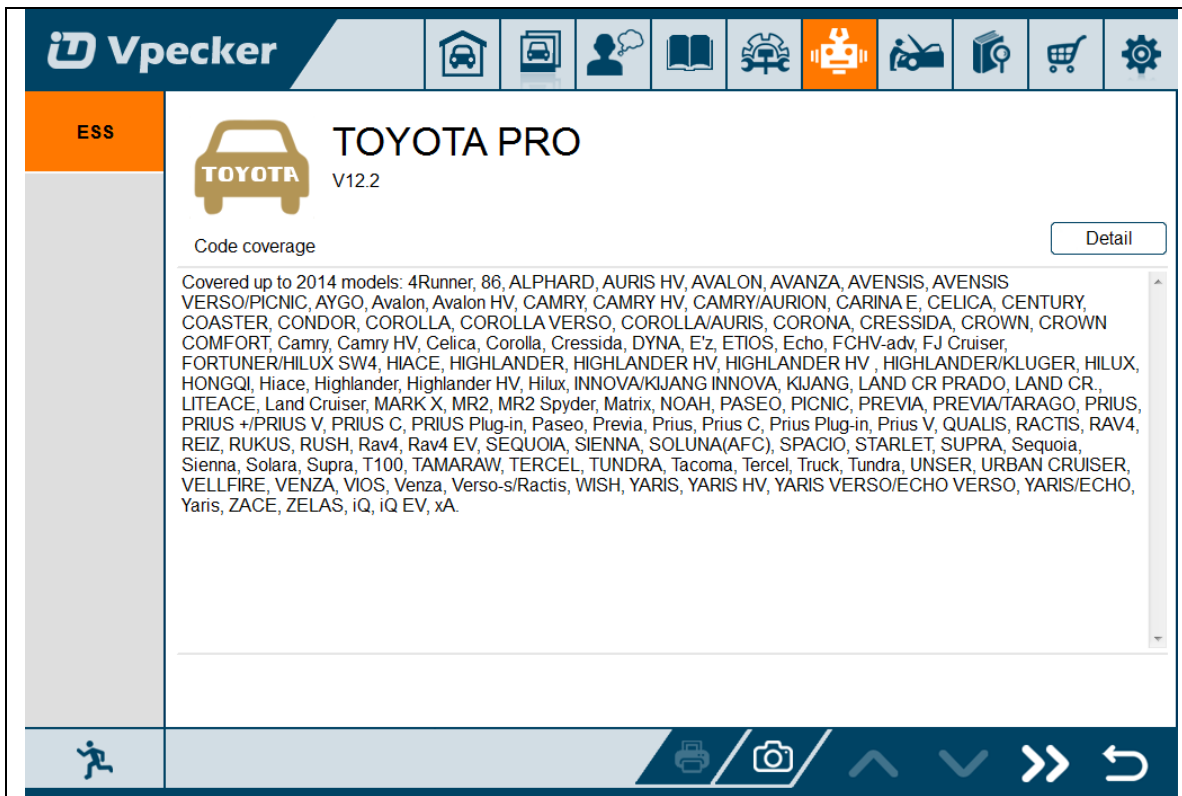 Vpecker
ESS
TOYOTA
TOYOTA PRO
V12.2
Code coverage
Detail
Covered up to 2014 models: 4Runner, 86, ALPHARD, AURIS HV, AVALON, AVANZA, AVENSIS, AVENSIS
VERSO/PICNIC, AYGO, Avalon, Avalon HV, CAMRY, CAMRY HV, CAMRY/AURION, CARINA E, CELICA, CENTURY,
COASTER, CONDOR, COROLLA, COROLLA VERSO, COROLLA/AURIS, CORONA, CRESSIDA, CROWN, CROWN
COMFORT, Camry, Camry HV, Celica, Corolla, Cressida, DYNA, E'z, ETIOS, Echo, FCHV-adv, FJ Cruiser,
FORTUNER/HILUX SW4, HIACE, HIGHLANDER, HIGHLANDER HV, HIGHLANDER HV , HIGHLANDER/KLUGER, HILUX,
HONGQI, Hiace, Highlander, Highlander HV, Hilux, INNOVA/KIJANG INNOVA, KIJANG, LAND CR PRADO, LAND CR.,
LITEACE, Land Cruiser, MARK X, MR2, MR2 Spyder, Matrix, NOAH, PASEO, PICNIC, PREVIA, PREVIA/TARAGO, PRIUS,
PRIUS +/PRIUS V, PRIUS C, PRIUS Plug-in, Paseo, Previa, Prius, Prius C, Prius Plug-in, Prius V, QUALIS, RACTIS, RAV4,
REIZ, RUKUS, RUSH, Rav4, Rav4 EV, SEQUOIA, SIENNA, SOLUNA(AFC), SPACIO, STARLET, SUPRA, Sequoia,
Sienna, Solara, Supra, T100, TAMARAW, TERCEL, TUNDRA, Tacoma, Tercel, Truck, Tundra, UNSER, URBAN CRUISER,
VELLFIRE, VENZA, VIOS, Venza, Verso-s/Ractis, WISH, YARIS, YARIS HV, YARIS VERSO/ECHO VERSO, YARIS/ECHO,
Yaris, ZACE, ZELAS, iQ, iQ EV, xA.